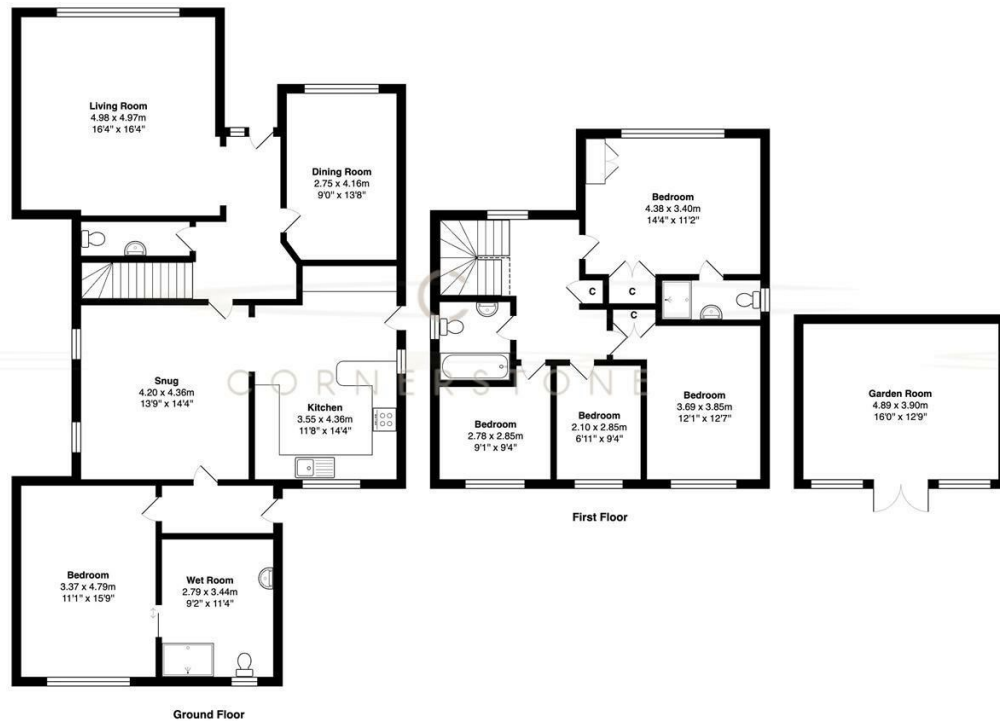 Living Room
4.98 x 4.97m
16'4" x 16'4"
Dining Room
2.75 x 4.16m
9'0" x 13'8"
Snug
4.20 x 4.36m
13'9" x 14'4"
Kitchen
3.55 x 4.36m
11'8" x 14'4"
Bedroom
3.37 x 4.79m
11'1" x 15'9"
Wet Room
2.79 x 3.44m
9'2" x 11'4"
Ground Floor
Bedroom
4.38 x 3.40m
14'4" x 11'2"
C
C
C
Bedroom
2.78 x 2.85m
9'1" x 9'4"
Bedroom
2.10 x 2.85m
6'11" x 9'4"
Bedroom
3.69 x 3.85m
12'1" x 12'7"
First Floor
Garden Room
4.89 x 3.90m
16'0" x 12'9"
C
CORNERSTONE